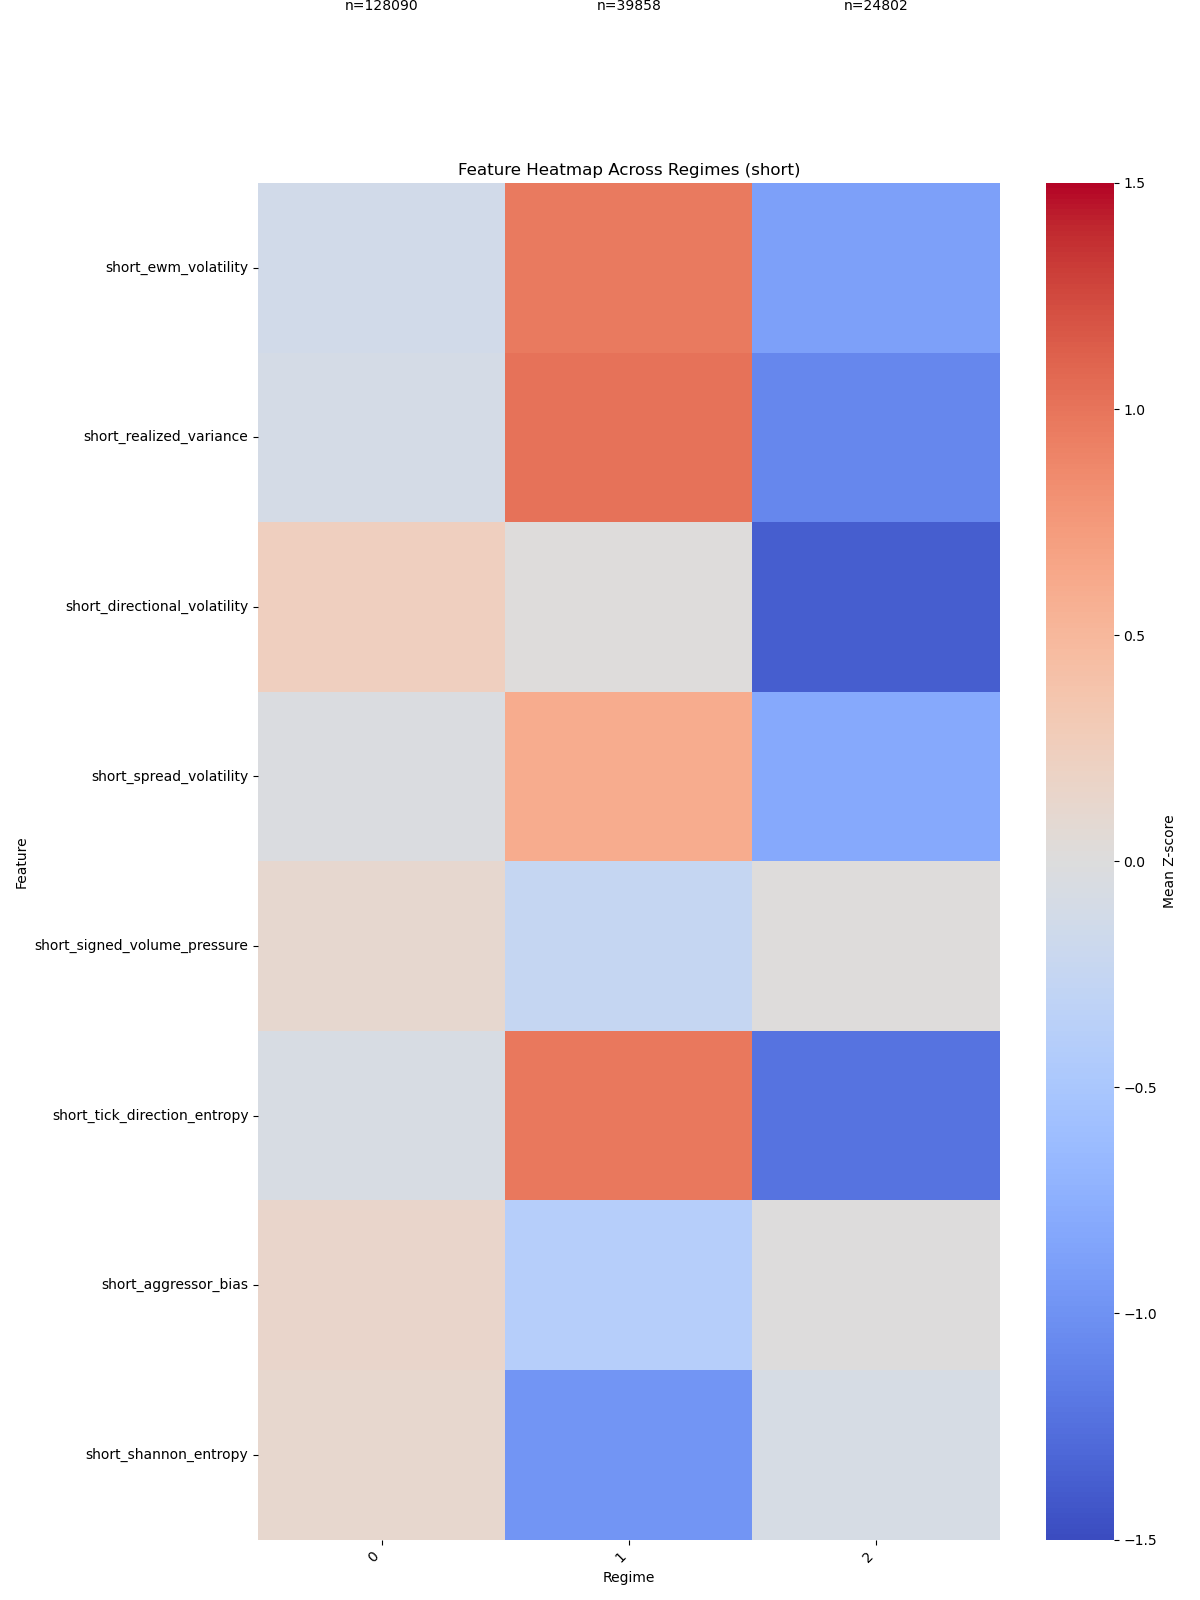 n=128090 n=39858 n=24802
Feature Heatmap Across Regimes (short)
short_ewm_volatility
short_realized_variance
short_directional_volatility
short_spread_volatility
short_signed_volume_pressure
short_tick_direction_entropy
short_aggressor_bias
short_shannon_entropy
Feature
0 1 2
Regime
1.5
1.0
0.5
0.0
−0.5
−1.0
−1.5
Mean Z-score